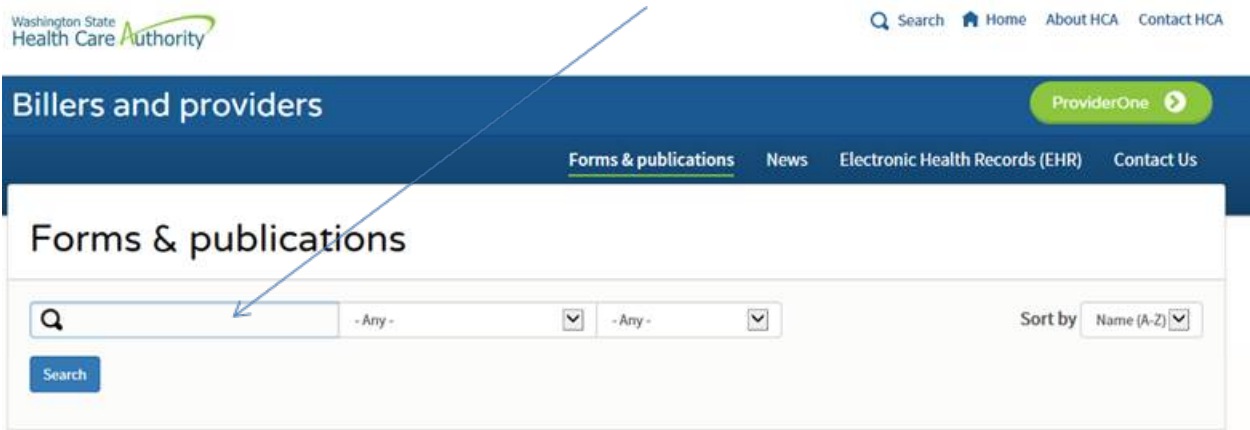 Washington State
Health Care Authority
Search Home About HCA Contact HCA
Billers and providers
ProviderOne
Forms & publications News Electronic Health Records (EHR) Contact Us
Forms & publications
- Any - - Any - Sort by Name (A-Z)
Search